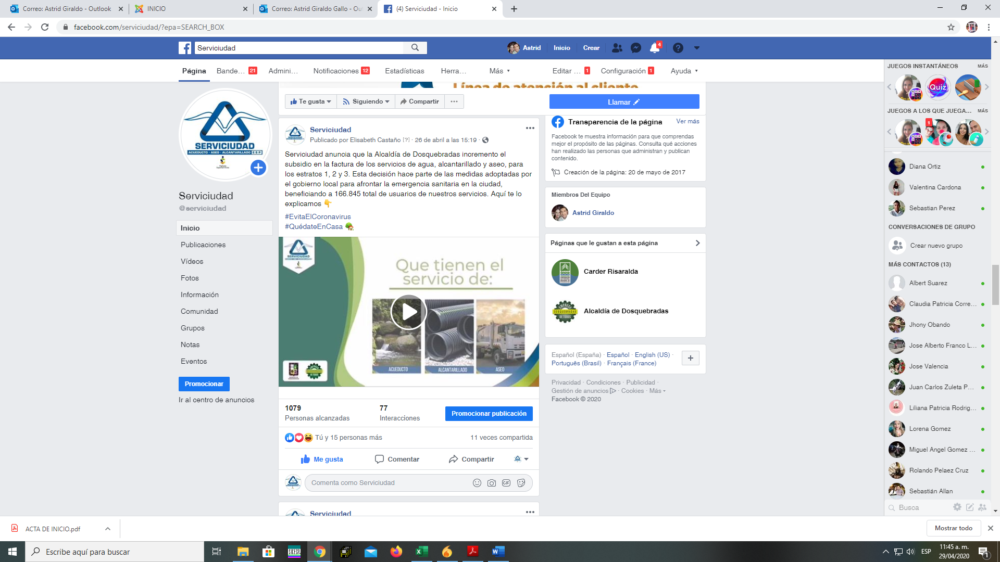 Correo: Astrid Giraldo - Outlook
INICIO
Correo: Astrid Giraldo Gallo - Ou
(4) Serviciudad - Inicio
facebook.com/serviciudad/?epa=SEARCH_BOX
Serviciudad
Astrid
Inicio
Crear
4
Página
Bande... 21
Admini...
Notificaciones 12
Estadísticas
Herra...
Más
Editar ... 1
Configuración 1
Ayuda
Línea de atención al cliente
Te gusta
Siguiendo
Compartir
Llamar
SERVICIUDAD
ACUEDUCTO - ASEO - ALCANTARILLADO ESP
Serviciudad
@serviciudad
Inicio
Publicaciones
Vídeos
Fotos
Información
Comunidad
Grupos
Notas
Eventos
Promocionar
Ir al centro de anuncios
Serviciudad
Publicado por Elisabeth Castaño [?] · 26 de abril a las 15:19 ·
Serviciudad anuncia que la Alcaldía de Dosquebradas incremento el
subsidio en la factura de los servicios de agua, alcantarillado y aseo, para
los estratos 1, 2 y 3. Esta decisión hace parte de las medidas adoptadas por
el gobierno local para afrontar la emergencia sanitaria en la ciudad,
beneficiando a 166.845 total de usuarios de nuestros servicios. Aquí te lo
explicamos 👇
#EvitaElCoronavirus
#QuédateEnCasa 🏡
SERVICIUDAD
Que tienen el
servicio de:
ACUEDUCTO
ALCANTARILLADO
ASEO
1079
Personas alcanzadas
77
Interacciones
Promocionar publicación
Tú y 15 personas más
11 veces compartida
Me gusta
Comentar
Compartir
Comenta como Serviciudad
GIF
Serviciudad
Transparencia de la página
Ver más
Facebook te muestra información para que comprendas
mejor el propósito de las páginas. Consulta qué acciones
han realizado las personas que administran y publican
contenido.
Creación de la página: 20 de mayo de 2017
Miembros Del Equipo
Astrid Giraldo
Páginas que le gustan a esta página
CARDER
Carder Risaralda
DOSQUEBRADAS
DE TODOS
Alcaldía de Dosquebradas
Español (España) · Español · English (US) ·
Português (Brasil) · Français (France)
Privacidad · Condiciones · Publicidad ·
Gestión de anuncios · Cookies · Más
Facebook © 2020
JUEGOS INSTANTÁNEOS
MÁS
Quiz
JUEGOS A LOS QUE JUEGA...
MÁS
1
Diana Ortiz
Valentina Cardona
Sebastian Perez
CONVERSACIONES DE GRUPO
Crear nuevo grupo
MÁS CONTACTOS (13)
Albert Suarez
Claudia Patricia Corre...
Jhony Obando
Jose Alberto Franco L...
Jose Valencia
Juan Carlos Zuleta P...
Liliana Patricia Rodrig...
Lorena Gomez
Miguel Angel Gomez ...
Rolando Pelaez Cruz
Sebastián Allan
Busca
ACTA DE INICIO.pdf
Mostrar todo
Escribe aquí para buscar
ESP
11:45 a. m.
29/04/2020
1